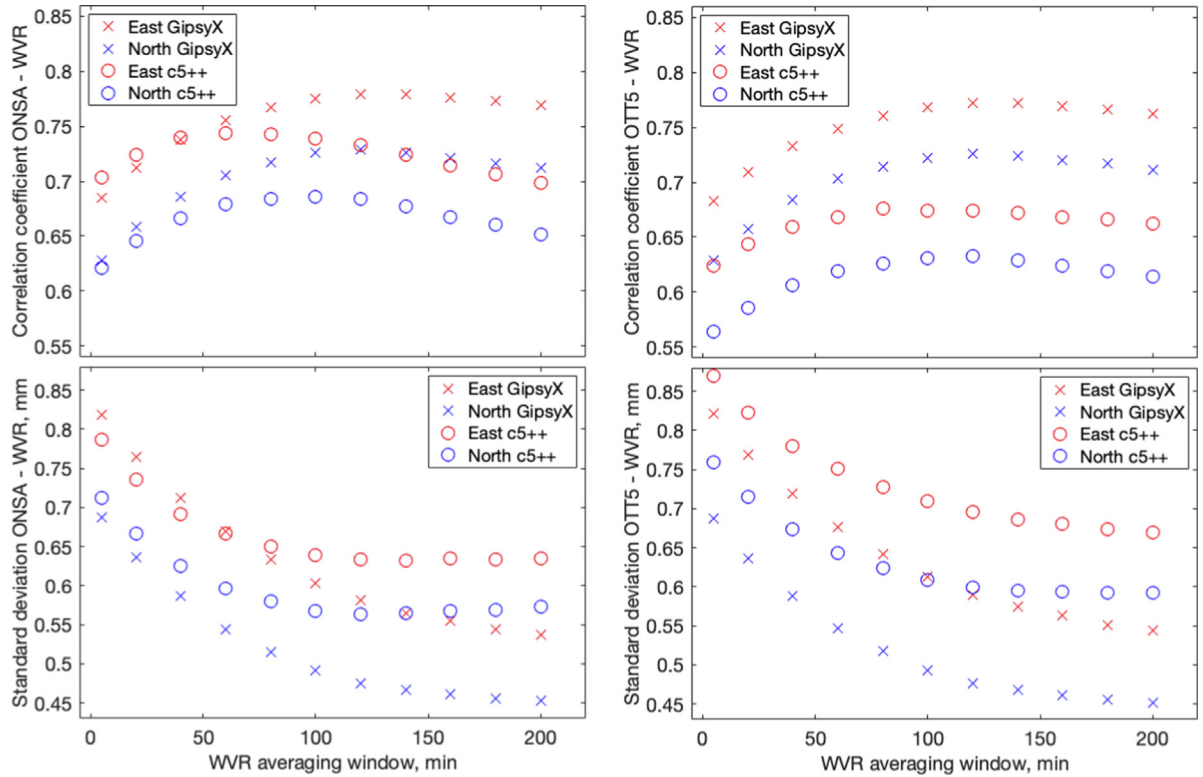 Correlation coefficient ONSA - WVR
0.85
0.8
0.75
0.7
0.65
0.6
0.55
East GipsyX
North GipsyX
East c5++
North c5++
Correlation coefficient OTT5 - WVR
0.85
0.8
0.75
0.7
0.65
0.6
0.55
East GipsyX
North GipsyX
East c5++
North c5++
Standard deviation ONSA - WVR, mm
0.85
0.8
0.75
0.7
0.65
0.6
0.55
0.5
0.45
East GipsyX
North GipsyX
East c5++
North c5++
0 50 100 150 200
WVR averaging window, min
Standard deviation OTT5 - WVR, mm
0.85
0.8
0.75
0.7
0.65
0.6
0.55
0.5
0.45
East GipsyX
North GipsyX
East c5++
North c5++
0 50 100 150 200
WVR averaging window, min